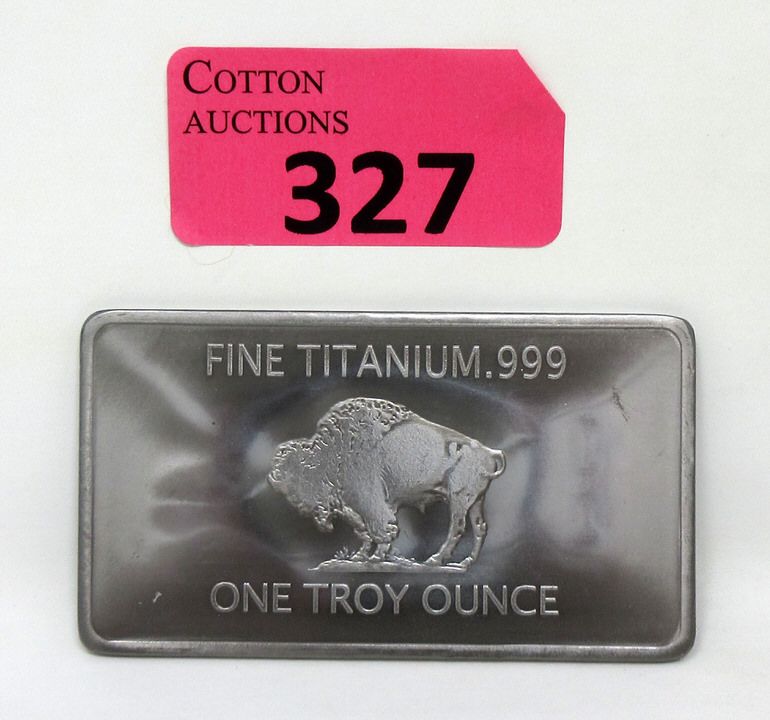 COTTON
AUCTIONS
327
FINE TITANIUM.999
ONE TROY OUNCE